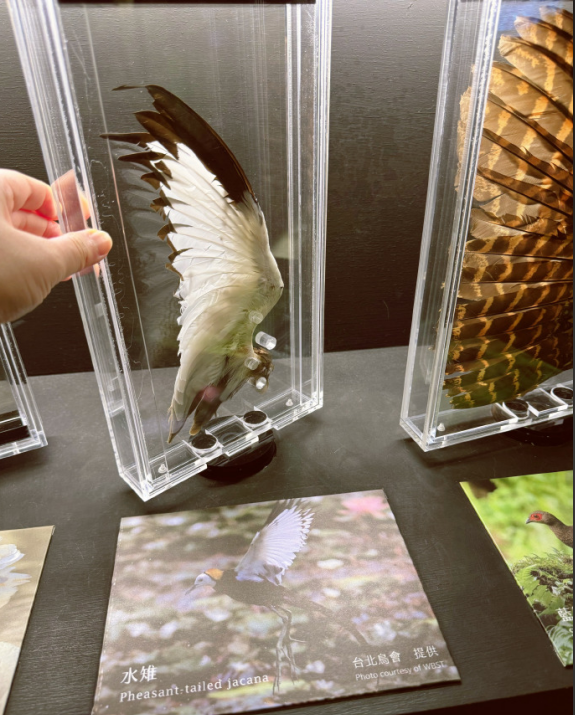 水雉
Pheasant-tailed jacana
台北鳥會　提供
Photo courtesy of WBST